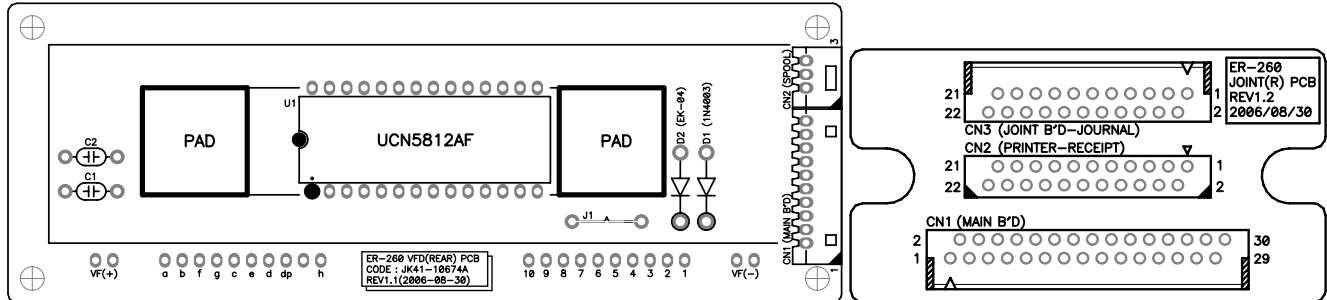 3
CN2 (SPOOL)
U1
D2 (EK-04)
D1 (1N4003)
PAD
UCN5812AF
PAD
C2
C1
J1
CN1 (MAIN B'D)
1
VF(+)
a b f g c e d dp h
ER-260 VFD(REAR) PCB
CODE : JK41-10674A
REV1.1(2006-08-30)
10 9 8 7 6 5 4 3 2 1
VF(-)
ER-260
JOINT(R) PCB
REV1.2
2006/08/30
21 1
22 2
CN3 (JOINT B'D-JOURNAL)
CN2 (PRINTER-RECEIPT)
21 1
22 2
CN1 (MAIN B'D)
2 30
1 29